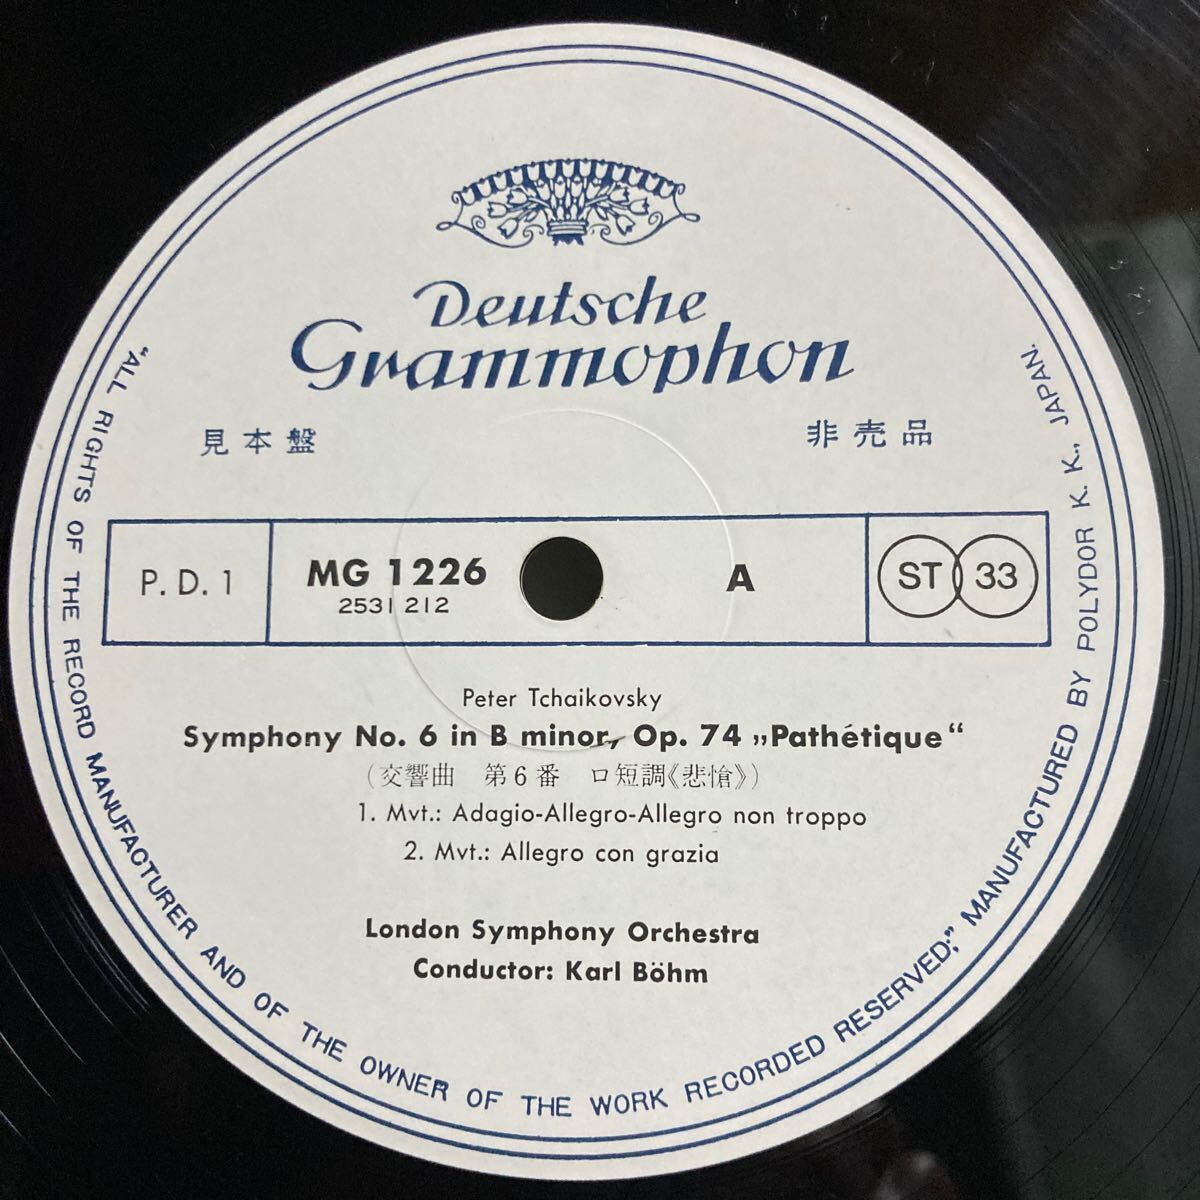 Deutsche
Grammophon
見本盤 非売品
P. D. 1 MG 1226 A ST 33
2531 212
Peter Tchaikovsky
Symphony No. 6 in B minor, Op. 74 „Pathétique“
(交響曲 第6番 ロ短調《悲愴》)
1. Mvt.: Adagio-Allegro-Allegro non troppo
2. Mvt.: Allegro con grazia
London Symphony Orchestra
Conductor: Karl Böhm
"ALL RIGHTS OF THE RECORD MANUFACTURER AND OF THE OWNER OF THE WORK RECORDED RESERVED;" MANUFACTURED BY POLYDOR K. K., JAPAN.